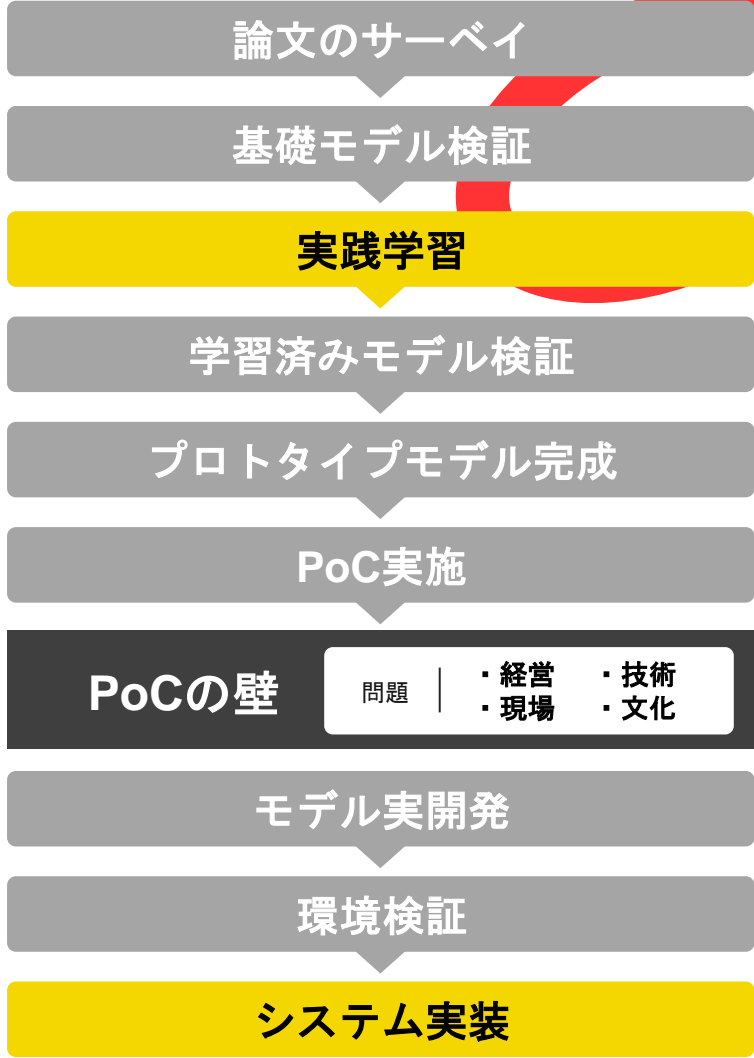 論文のサーベイ
基礎モデル検証
実践学習
学習済みモデル検証
プロトタイプモデル完成
PoC実施
PoCの壁
問題
・経営 ・技術
・現場 ・文化
モデル実開発
環境検証
システム実装